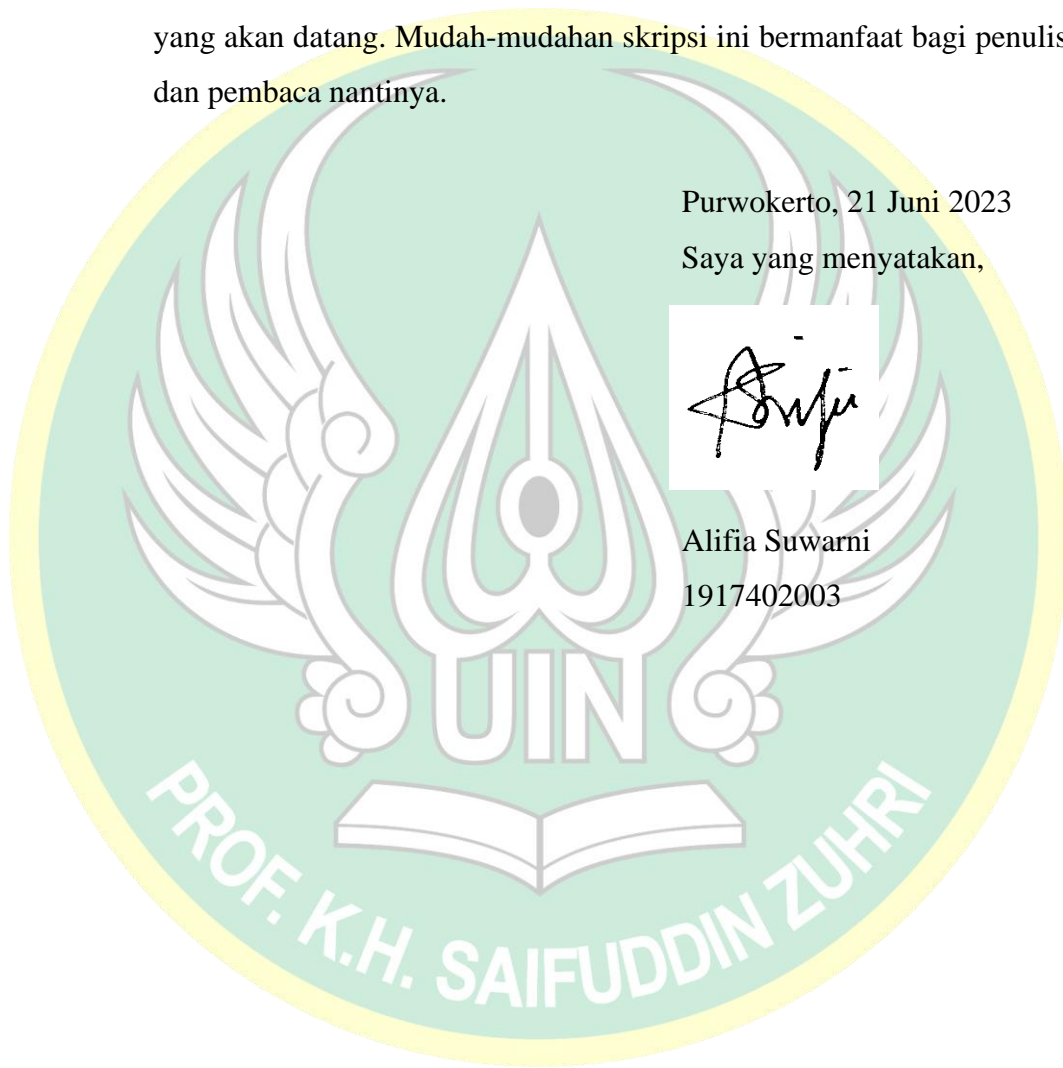 yang akan datang. Mudah-mudahan skripsi ini bermanfaat bagi penulis
dan pembaca nantinya.
Purwokerto, 21 Juni 2023
Saya yang menyatakan,
Alifia Suwarni
1917402003
UIN
PROF. K.H. SAIFUDDIN ZUHRI